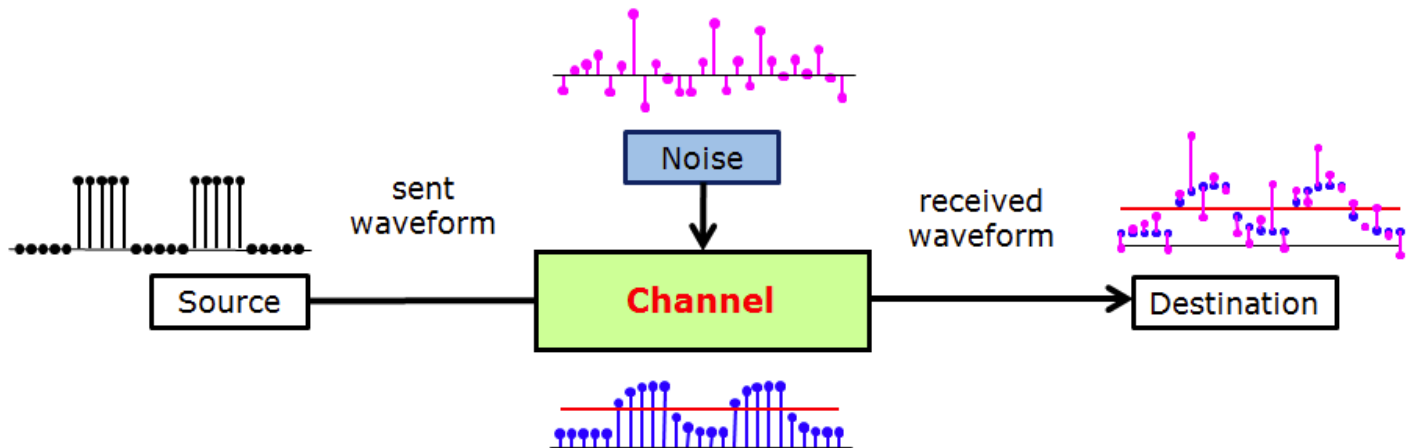 Noise
sent
waveform
received
waveform
Source
Channel
Destination